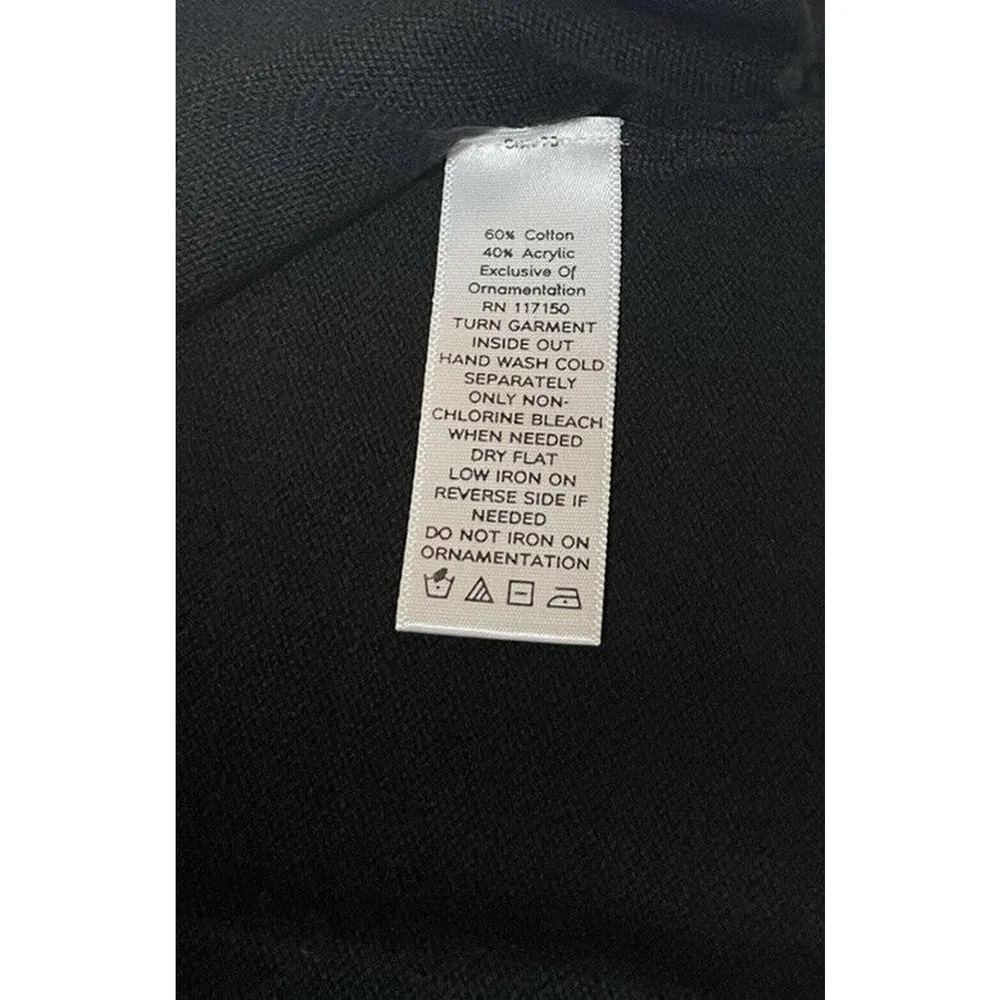 60% Cotton
40% Acrylic
Exclusive Of
Ornamentation
RN 117150
TURN GARMENT
INSIDE OUT
HAND WASH COLD
SEPARATELY
ONLY NON-
CHLORINE BLEACH
WHEN NEEDED
DRY FLAT
LOW IRON ON
REVERSE SIDE IF
NEEDED
DO NOT IRON ON
ORNAMENTATION